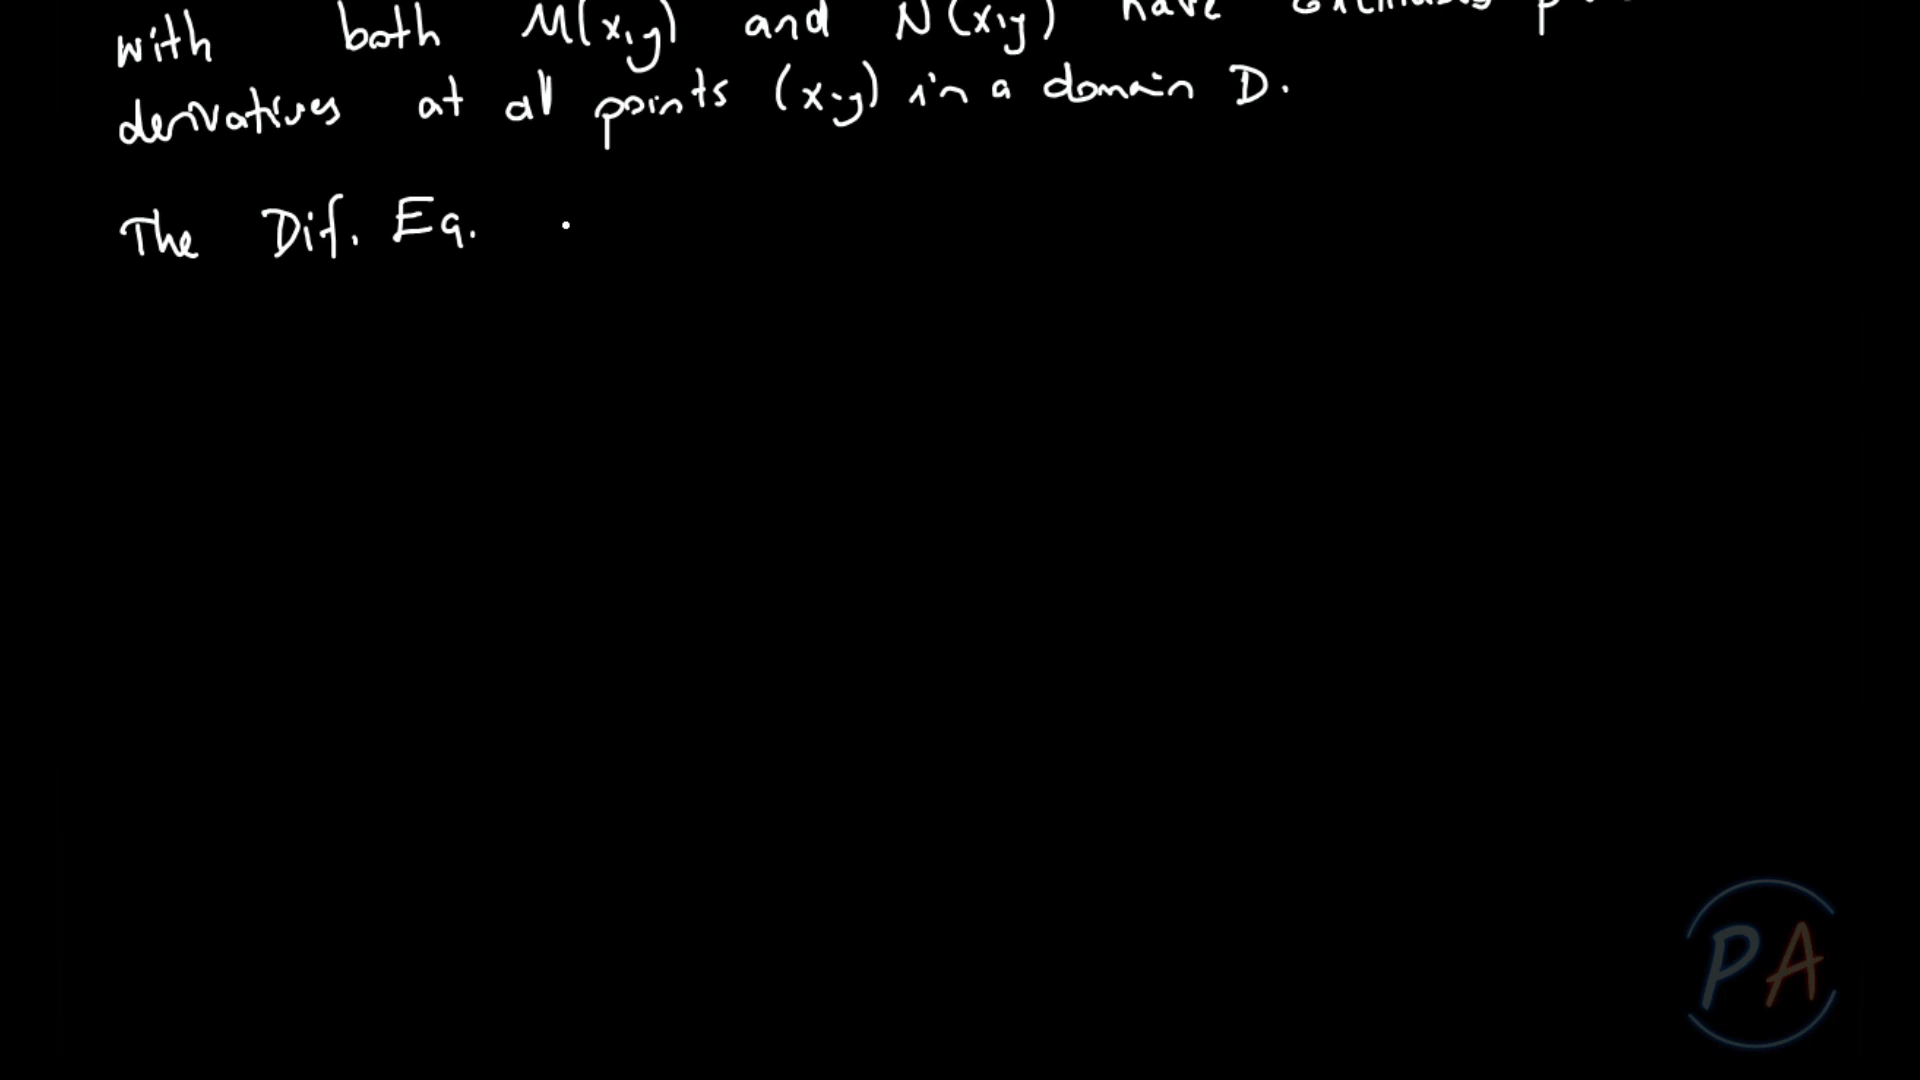 with both M(x,y) and N(x,y) have
derivatives at all points (x,y) in a domain D.
The Dif. Eq.
PA